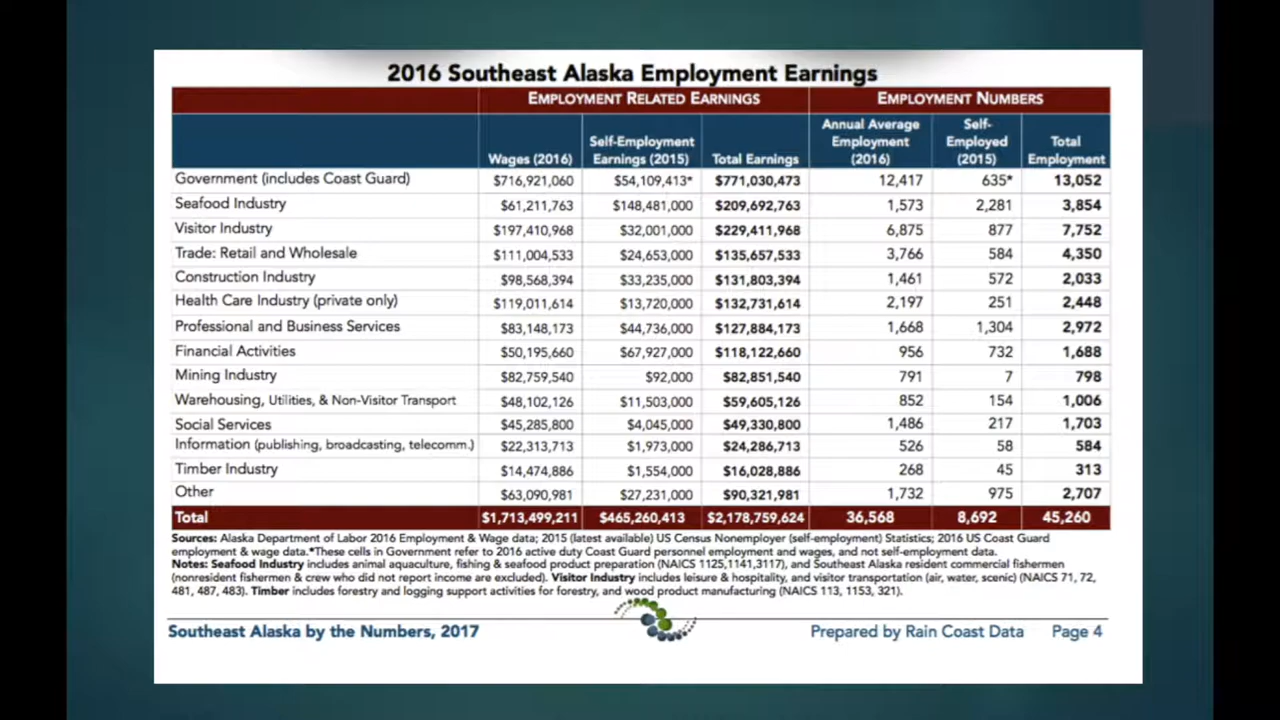 2016 Southeast Alaska Employment Earnings
EMPLOYMENT RELATED EARNINGS EMPLOYMENT NUMBERS
Wages (2016) Self-Employment Earnings (2015) Total Earnings Annual Average Employment (2016) Self-Employed (2015) Total Employment
Government (includes Coast Guard) $716,921,060 $54,109,413* $771,030,473 12,417 635* 13,052
Seafood Industry $61,211,763 $148,481,000 $209,692,763 1,573 2,281 3,854
Visitor Industry $197,410,968 $32,001,000 $229,411,968 6,875 877 7,752
Trade: Retail and Wholesale $111,004,533 $24,653,000 $135,657,533 3,766 584 4,350
Construction Industry $98,568,394 $33,235,000 $131,803,394 1,461 572 2,033
Health Care Industry (private only) $119,011,614 $13,720,000 $132,731,614 2,197 251 2,448
Professional and Business Services $83,148,173 $44,736,000 $127,884,173 1,668 1,304 2,972
Financial Activities $50,195,660 $67,927,000 $118,122,660 956 732 1,688
Mining Industry $82,759,540 $92,000 $82,851,540 791 7 798
Warehousing, Utilities, & Non-Visitor Transport $48,102,126 $11,503,000 $59,605,126 852 154 1,006
Social Services $45,285,800 $4,045,000 $49,330,800 1,486 217 1,703
Information (publishing, broadcasting, telecomm.) $22,313,713 $1,973,000 $24,286,713 526 58 584
Timber Industry $14,474,886 $1,554,000 $16,028,886 268 45 313
Other $63,090,981 $27,231,000 $90,321,981 1,732 975 2,707
Total $1,713,499,211 $465,260,413 $2,178,759,624 36,568 8,692 45,260
Sources: Alaska Department of Labor 2016 Employment & Wage data; 2015 (latest available) US Census Nonemployer (self-employment) Statistics; 2016 US Coast Guard
employment & wage data.*These cells in Government refer to 2016 active duty Coast Guard personnel employment and wages, and not self-employment data.
Notes: Seafood Industry includes animal aquaculture, fishing & seafood product preparation (NAICS 1125,1141,3117), and Southeast Alaska resident commercial fishermen
(nonresident fishermen & crew who did not report income are excluded). Visitor Industry includes leisure & hospitality, and visitor transportation (air, water, scenic) (NAICS 71, 72,
481, 487, 483). Timber includes forestry and logging support activities for forestry, and wood product manufacturing (NAICS 113, 1153, 321).
Southeast Alaska by the Numbers, 2017 Prepared by Rain Coast Data Page 4